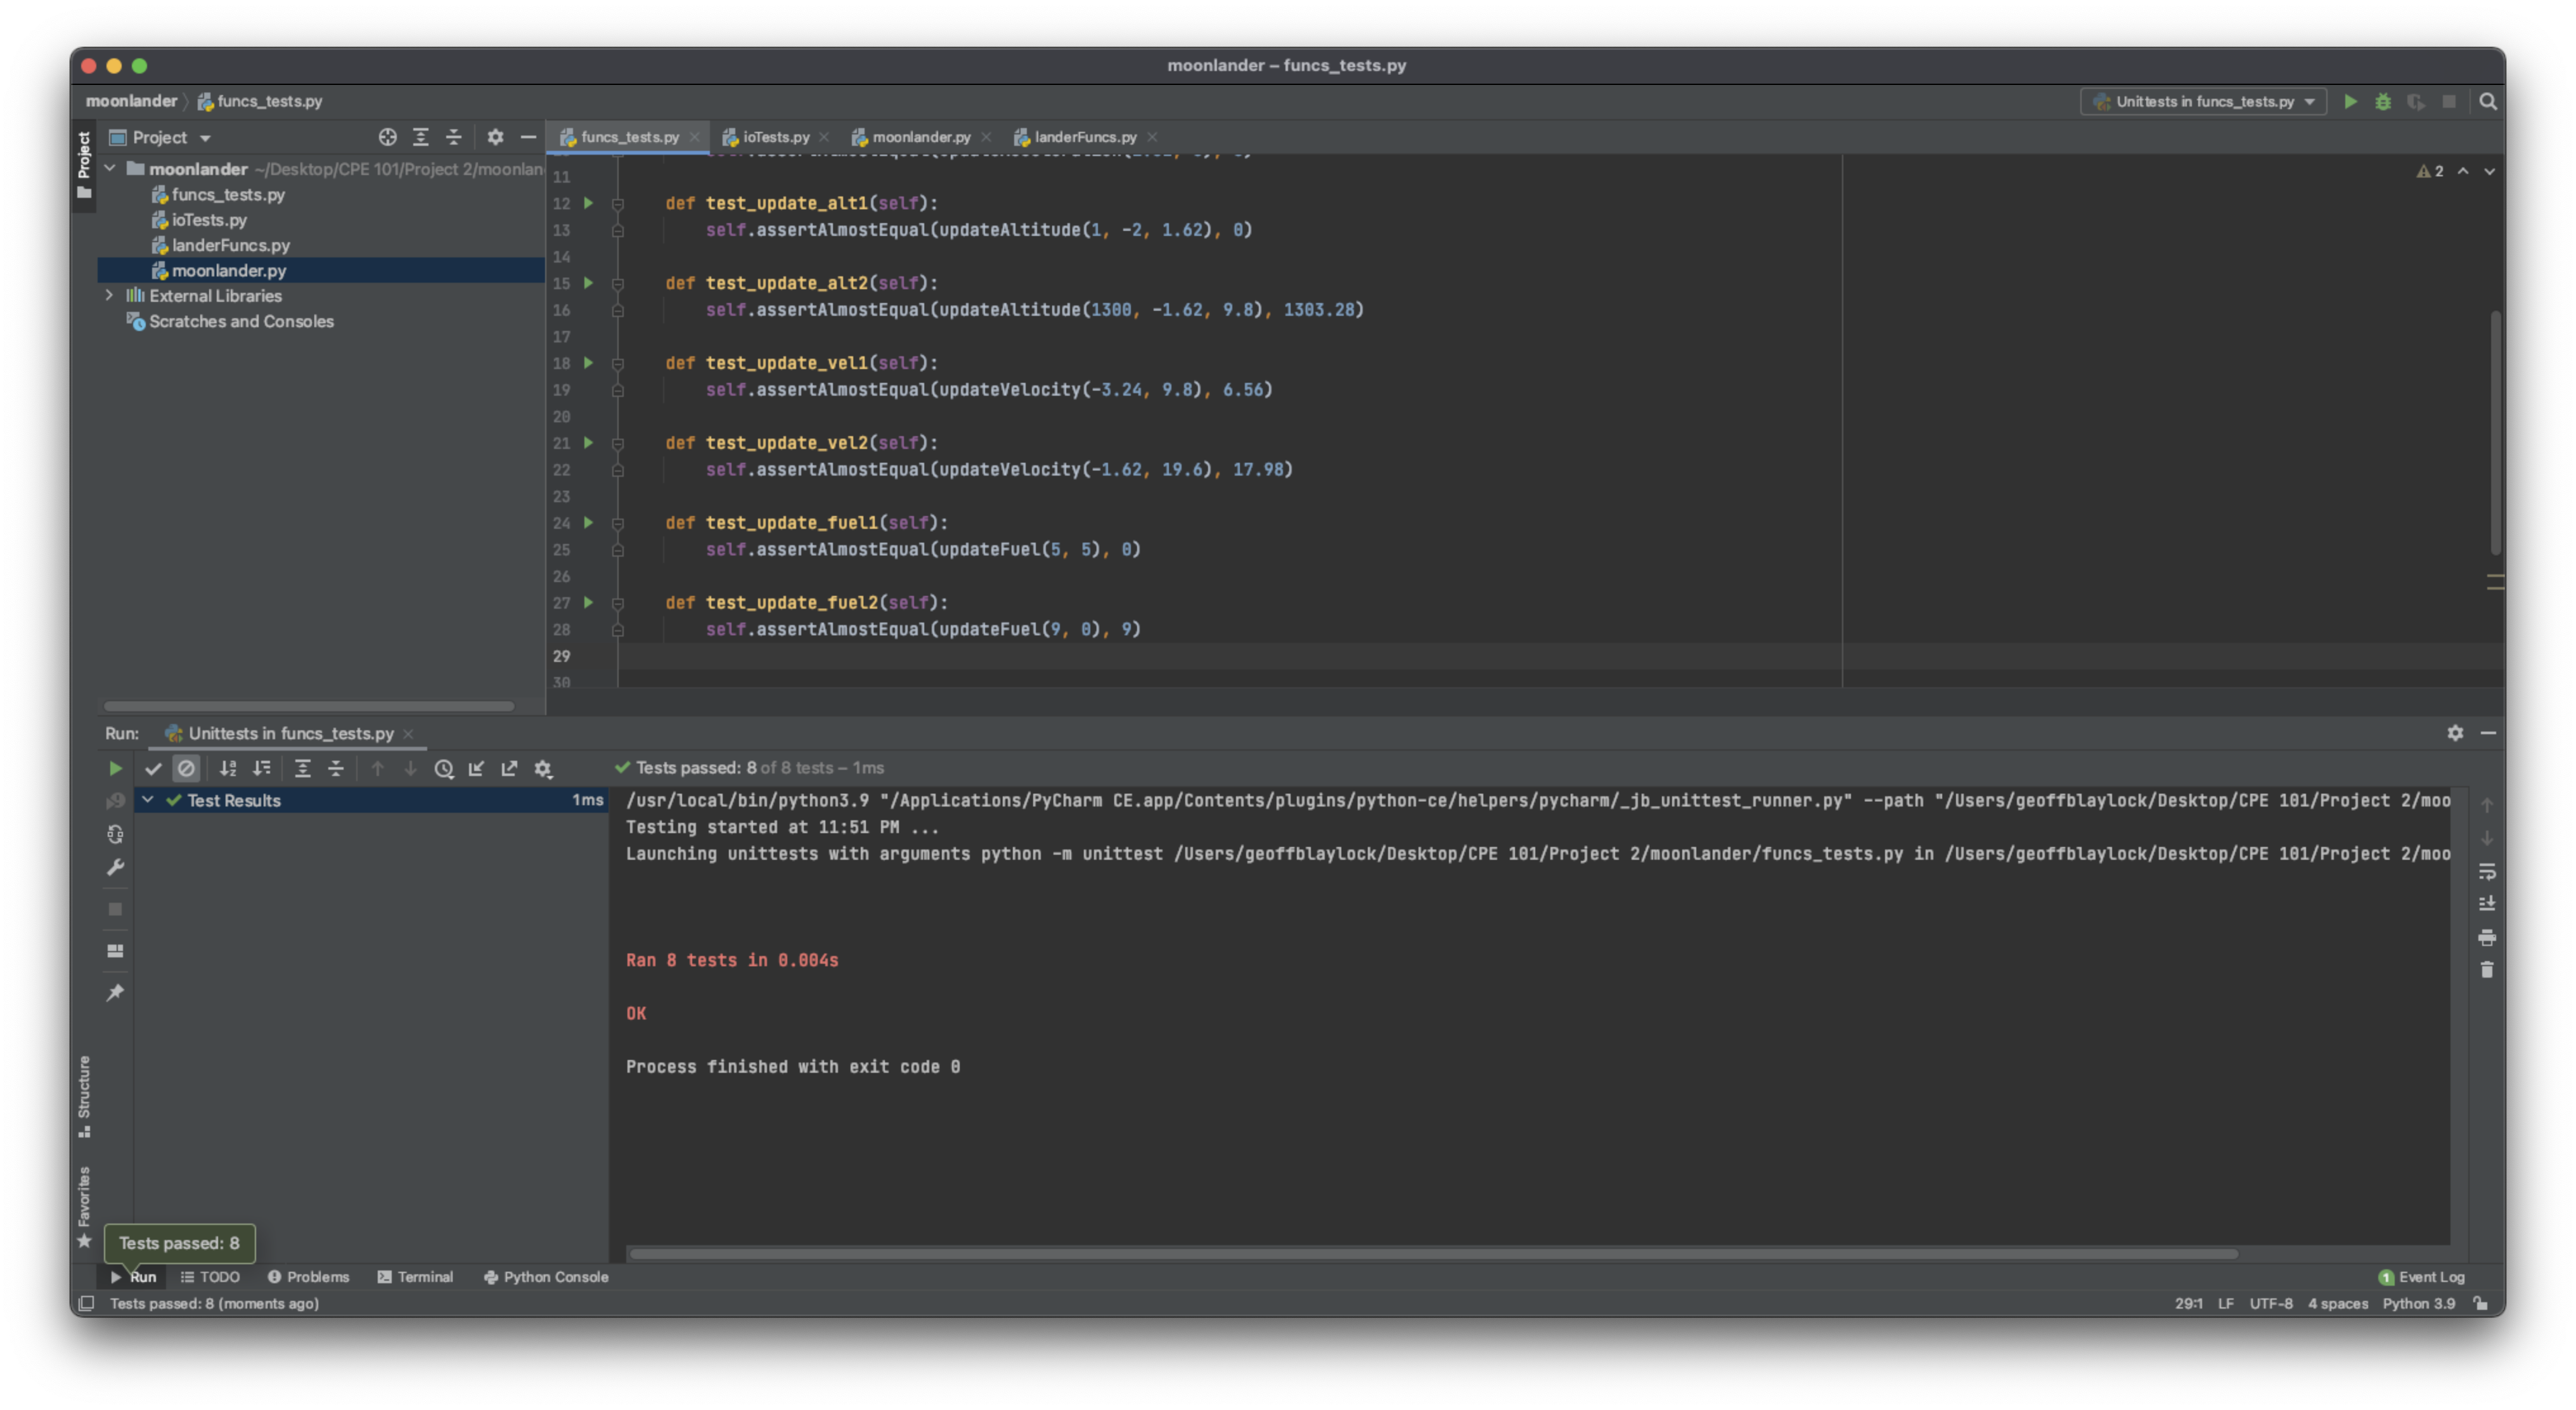 moonlander – funcs_tests.py
moonlander funcs_tests.py
Unittests in funcs_tests.py
Project
Project
funcs_tests.py ioTests.py moonlander.py landerFuncs.py
moonlander ~/Desktop/CPE 101/Project 2/moonlan
funcs_tests.py
ioTests.py
landerFuncs.py
moonlander.py
External Libraries
Scratches and Consoles
2
11
12 def test_update_alt1(self):
13 self.assertAlmostEqual(updateAltitude(1, -2, 1.62), 0)
14
15 def test_update_alt2(self):
16 self.assertAlmostEqual(updateAltitude(1300, -1.62, 9.8), 1303.28)
17
18 def test_update_vel1(self):
19 self.assertAlmostEqual(updateVelocity(-3.24, 9.8), 6.56)
20
21 def test_update_vel2(self):
22 self.assertAlmostEqual(updateVelocity(-1.62, 19.6), 17.98)
23
24 def test_update_fuel1(self):
25 self.assertAlmostEqual(updateFuel(5, 5), 0)
26
27 def test_update_fuel2(self):
28 self.assertAlmostEqual(updateFuel(9, 0), 9)
29
30
Run: Unittests in funcs_tests.py
Tests passed: 8 of 8 tests – 1ms
Test Results 1ms
/usr/local/bin/python3.9 "/Applications/PyCharm CE.app/Contents/plugins/python-ce/helpers/pycharm/_jb_unittest_runner.py" --path "/Users/geoffblaylock/Desktop/CPE 101/Project 2/moo
Testing started at 11:51 PM ...
Launching unittests with arguments python -m unittest /Users/geoffblaylock/Desktop/CPE 101/Project 2/moonlander/funcs_tests.py in /Users/geoffblaylock/Desktop/CPE 101/Project 2/moo
Ran 8 tests in 0.004s
OK
Process finished with exit code 0
Structure
Favorites
Tests passed: 8
Run TODO Problems Terminal Python Console
1 Event Log
Tests passed: 8 (moments ago)
29:1 LF UTF-8 4 spaces Python 3.9